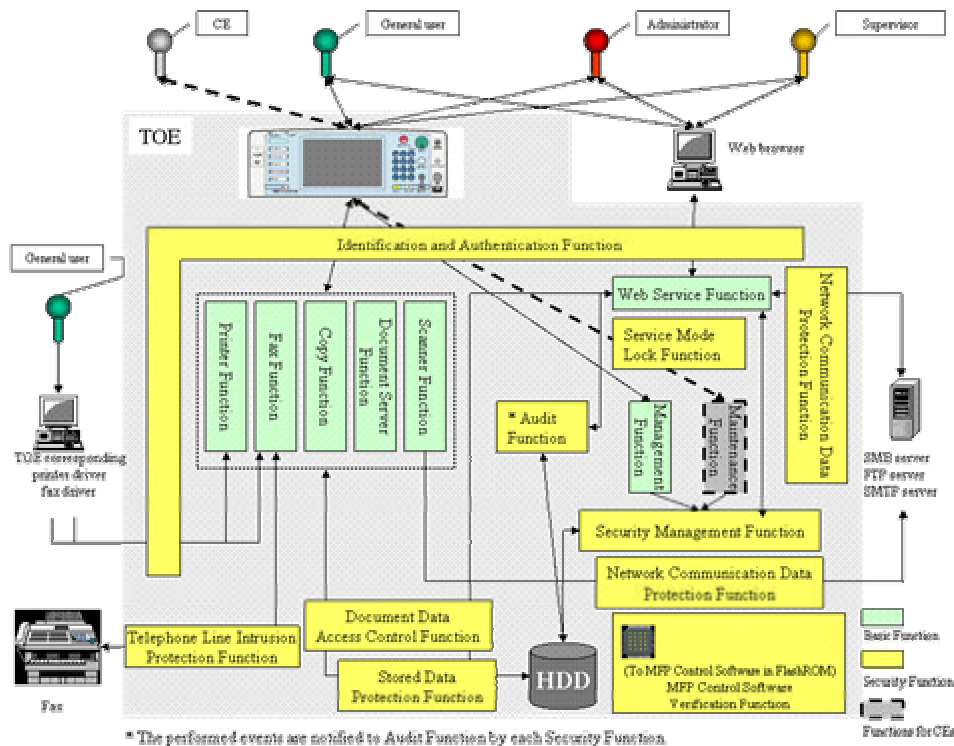 CE
General user
Administrator
Supervisor
TOE
Web browser
Identification and Authentication Function
General user
Web Service Function
Network Communication Data
Protection Function
Service Mode
Lock Function
Printer Function
Fax Function
Copy Function
Document Server
Function
Scanner Function
* Audit
Function
Management
Function
Maintenance
Function
TOE corresponding
printer driver
fax driver
SMB server
FTP server
SMTP server
Security Management Function
Network Communication Data
Protection Function
Document Data
Access Control Function
Telephone Line Intrusion
Protection Function
Stored Data
Protection Function
HDD
(To MFP Control Software in FlashROM)
MFP Control Software
Verification Function
Basic Function
Security Function
Functions for CEs
Fax
* The performed events are notified to Audit Function by each Security Function.